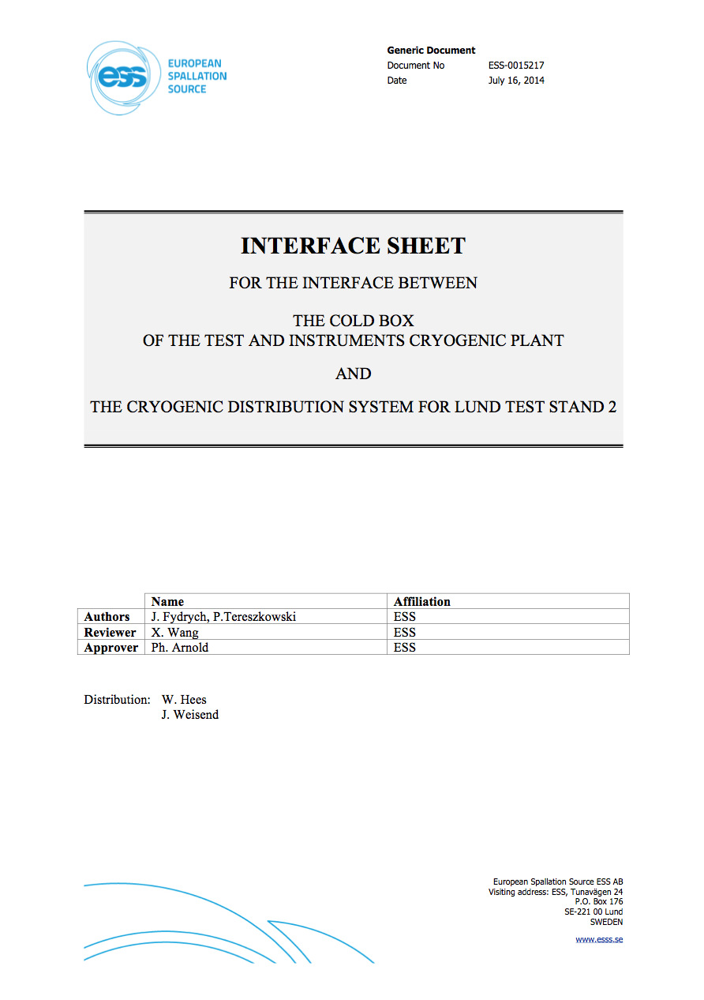 ess
EUROPEAN
SPALLATION
SOURCE
Generic Document
Document No ESS-0015217
Date July 16, 2014
INTERFACE SHEET
FOR THE INTERFACE BETWEEN
THE COLD BOX
OF THE TEST AND INSTRUMENTS CRYOGENIC PLANT
AND
THE CRYOGENIC DISTRIBUTION SYSTEM FOR LUND TEST STAND 2
Name Affiliation
Authors J. Fydrych, P.Tereszkowski ESS
Reviewer X. Wang ESS
Approver Ph. Arnold ESS
Distribution: W. Hees
J. Weisend
European Spallation Source ESS AB
Visiting address: ESS, Tunavägen 24
P.O. Box 176
SE-221 00 Lund
SWEDEN
www.esss.se